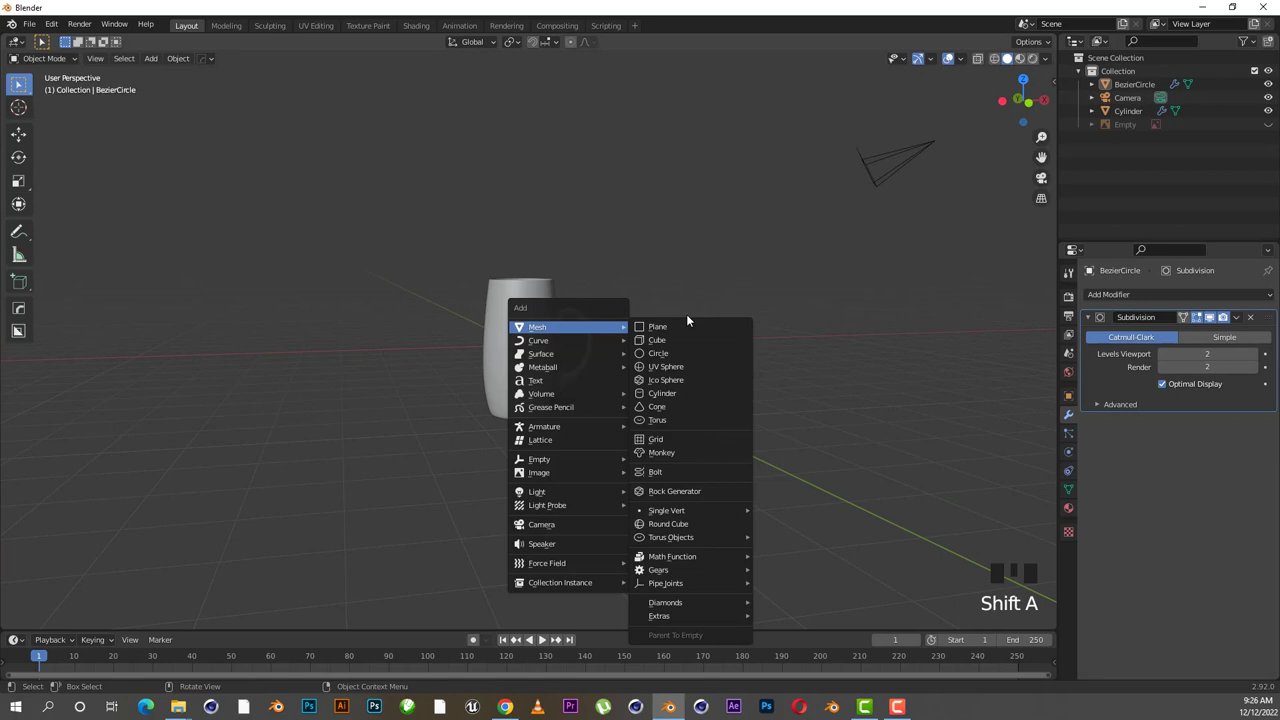 Blender
File Edit Render Window Help
Layout Modeling Sculpting UV Editing Texture Paint Shading Animation Rendering Compositing Scripting +
Scene View Layer
Global Options
Object Mode View Select Add Object
User Perspective
(1) Collection | BezierCircle
Z
Y X
Scene Collection
Collection
BezierCircle
Camera
Cylinder
Empty
BezierCircle Subdivision
Add Modifier
Subdivision
Catmull-Clark Simple
Levels Viewport 2
Render 2
Optimal Display
Advanced
Add
Mesh
Curve
Surface
Metaball
Text
Volume
Grease Pencil
Armature
Lattice
Empty
Image
Light
Light Probe
Camera
Speaker
Force Field
Collection Instance
Plane
Cube
Circle
UV Sphere
Ico Sphere
Cylinder
Cone
Torus
Grid
Monkey
Bolt
Rock Generator
Single Vert
Round Cube
Torus Objects
Math Function
Gears
Pipe Joints
Diamonds
Extras
Parent To Empty
Shift A
Playback Keying View Marker 1 Start 1 End 250
1 10 20 30 40 50 60 70 80 90 100 110 120 130 140 150 160 170 180 190 200 210 220 230 240 250
Select Box Select Rotate View Object Context Menu 2.92.0
Ps Ai Ps Pr Ae Ps
9:26 AM
12/12/2022